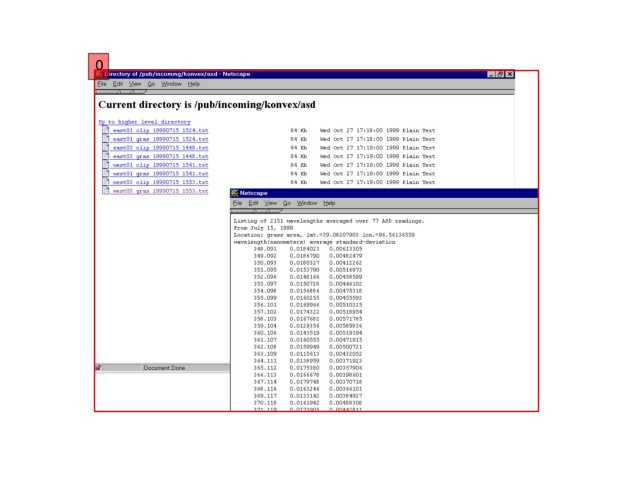 0
Directory of /pub/incoming/konvex/asd - Netscape
File Edit View Go Window Help
Current directory is /pub/incoming/konvex/asd
Up to higher level directory
east01 clip 19990715 1524.txt 84 Kb Wed Oct 27 17:18:00 1999 Plain Text
east01 gras 19990715 1524.txt 84 Kb Wed Oct 27 17:18:00 1999 Plain Text
east03 clip 19990715 1448.txt 84 Kb Wed Oct 27 17:19:00 1999 Plain Text
east03 gras 19990715 1448.txt 84 Kb Wed Oct 27 17:19:00 1999 Plain Text
west01 clip 19990715 1541.txt 84 Kb Wed Oct 27 17:19:00 1999 Plain Text
west01 gras 19990715 1541.txt 84 Kb Wed Oct 27 17:19:00 1999 Plain Text
west03 clip 19990715 1553.txt 84 Kb Wed Oct 27 17:19:00 1999 Plain Text
west03 gras 19990715 1553.txt
Netscape
File Edit View Go Window Help
Listing of 2151 wavelengths averaged over 77 ASD readings.
From July 15, 1999
Location: grass area, lat.=39.08207903 lon.=96.56136559
wavelength(nanometers) average standard-deviation
348.091 0.0184023 0.00613305
349.092 0.0186790 0.00482479
350.093 0.0180327 0.00412262
351.095 0.0153790 0.00516973
352.096 0.0148166 0.00458599
353.097 0.0150728 0.00446102
354.098 0.0156886 0.00475318
355.099 0.0160255 0.00455592
356.101 0.0169966 0.00510325
357.102 0.0174322 0.00518954
358.103 0.0167682 0.00571785
359.104 0.0129356 0.00589836
360.106 0.0143519 0.00519194
361.107 0.0160555 0.00471915
362.108 0.0159949 0.00500721
363.109 0.0115613 0.00432052
364.111 0.0138959 0.00371923
365.112 0.0175380 0.00357906
366.113 0.0166678 0.00398601
367.114 0.0179748 0.00370718
368.116 0.0163246 0.00366101
369.117 0.0133142 0.00384927
370.118 0.0161942 0.00488308
371.119 0.0173905 0.00442811
Document Done